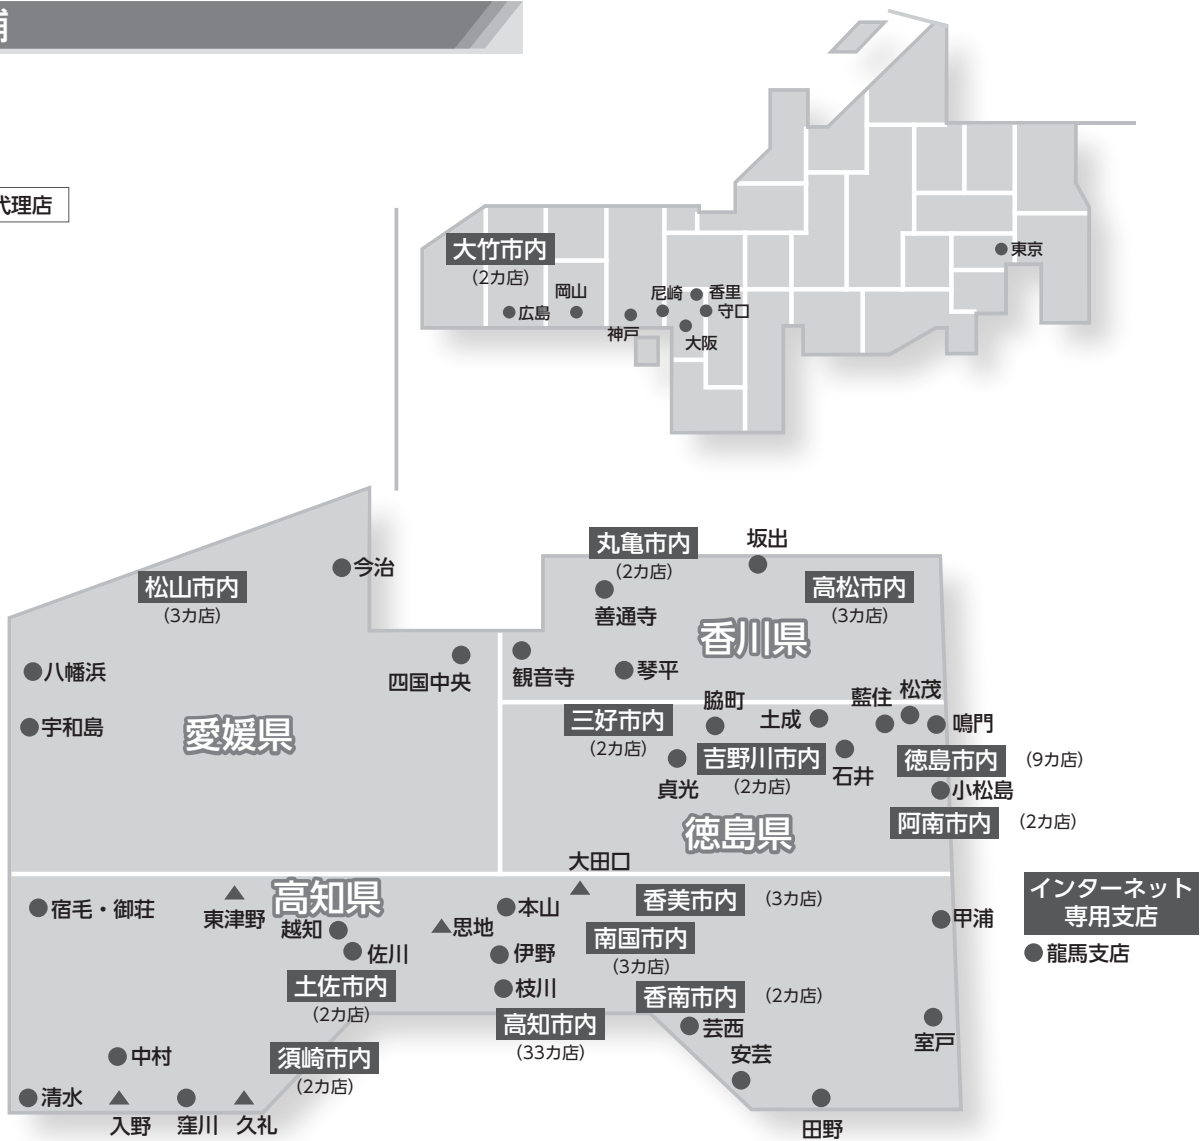 代理店
大竹市内
(2カ店)
広島
岡山
神戸
尼崎
香里
守口
大阪
東京
松山市内
(3カ店)
今治
八幡浜
宇和島
四国中央
愛媛県
丸亀市内
(2カ店)
善通寺
坂出
高松市内
(3カ店)
香川県
観音寺
琴平
三好市内
(2カ店)
脇町
土成
藍住
松茂
鳴門
貞光
吉野川市内
(2カ店)
石井
徳島市内
(9カ店)
小松島
阿南市内
(2カ店)
徳島県
大田口
高知県
宿毛・御荘
東津野
越知
佐川
思地
本山
伊野
枝川
土佐市内
(2カ店)
香美市内
(3カ店)
南国市内
(3カ店)
香南市内
(2カ店)
高知市内
(33カ店)
須崎市内
(2カ店)
中村
清水
入野
窪川
久礼
芸西
安芸
田野
室戸
甲浦
インターネット
専用支店
龍馬支店